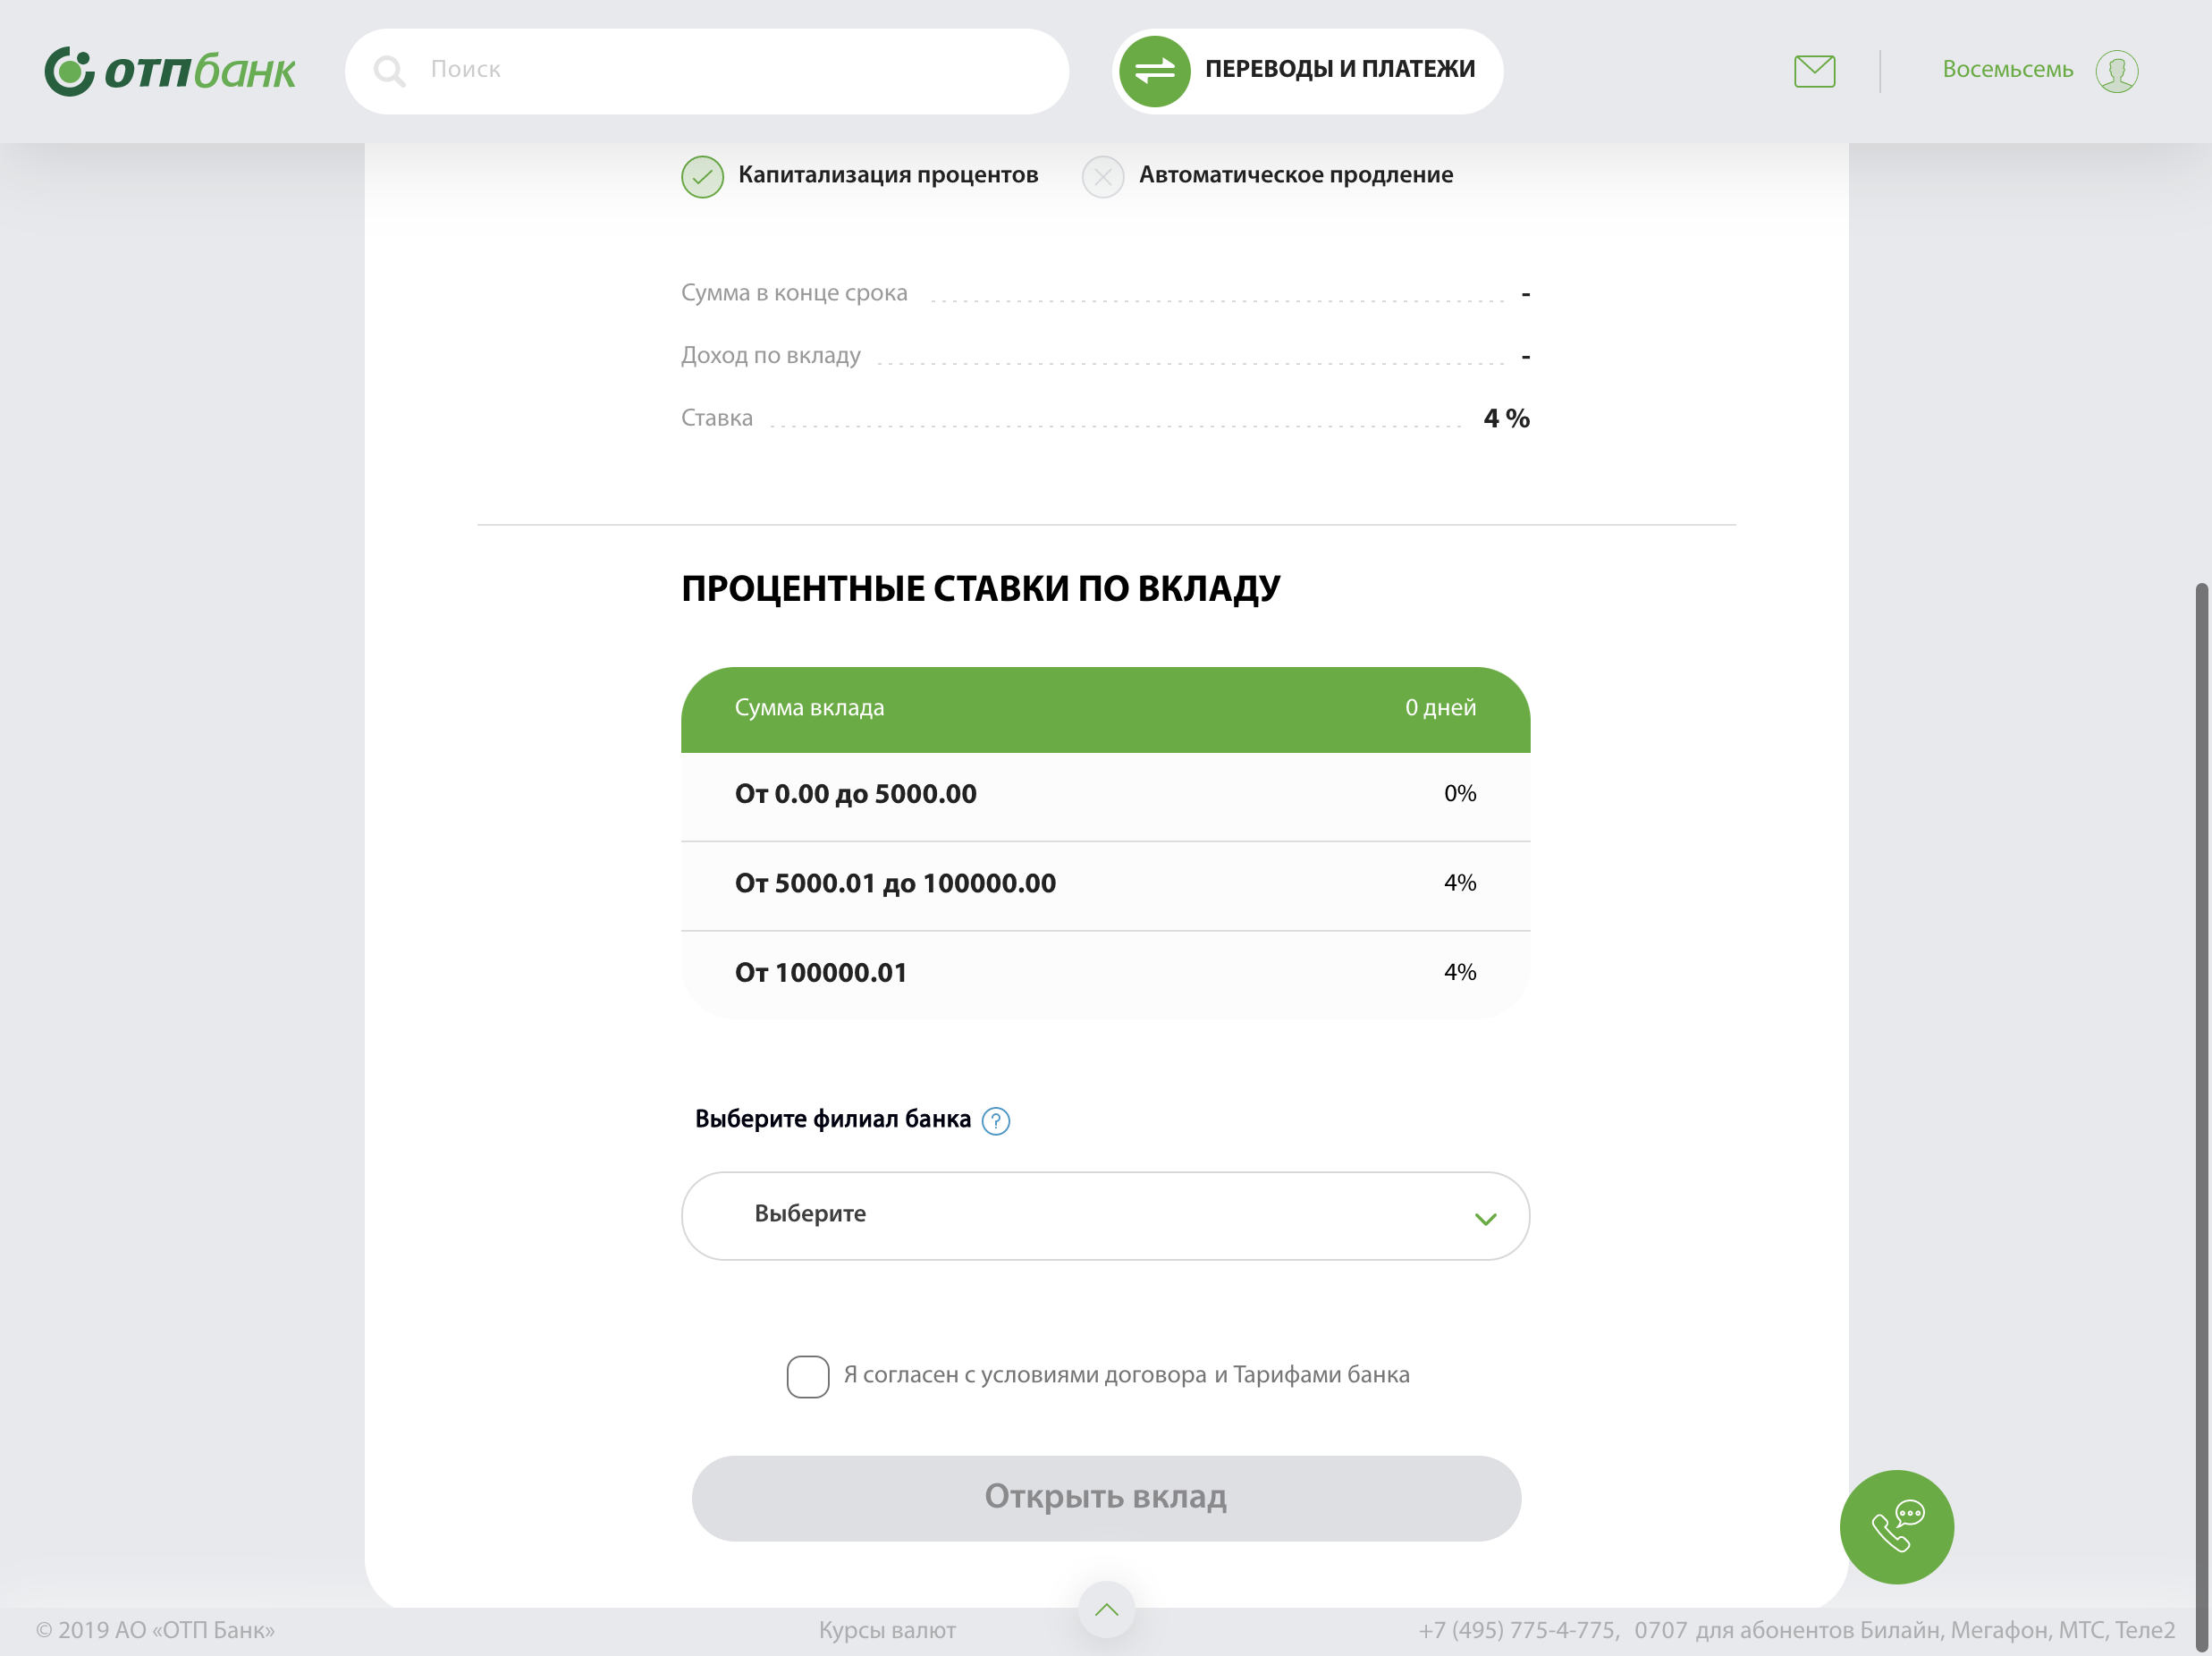 отпбанк
Поиск
ПЕРЕВОДЫ И ПЛАТЕЖИ
Восемьсемь
Капитализация процентов
Автоматическое продление
Сумма в конце срока -
Доход по вкладу -
Ставка 4 %
ПРОЦЕНТНЫЕ СТАВКИ ПО ВКЛАДУ
Сумма вклада 0 дней
От 0.00 до 5000.00 0%
От 5000.01 до 100000.00 4%
От 100000.01 4%
Выберите филиал банка ?
Выберите
Я согласен с условиями договора и Тарифами банка
Открыть вклад
© 2019 АО «ОТП Банк»
Курсы валют
+7 (495) 775-4-775, 0707 для абонентов Билайн, Мегафон, МТС, Теле2